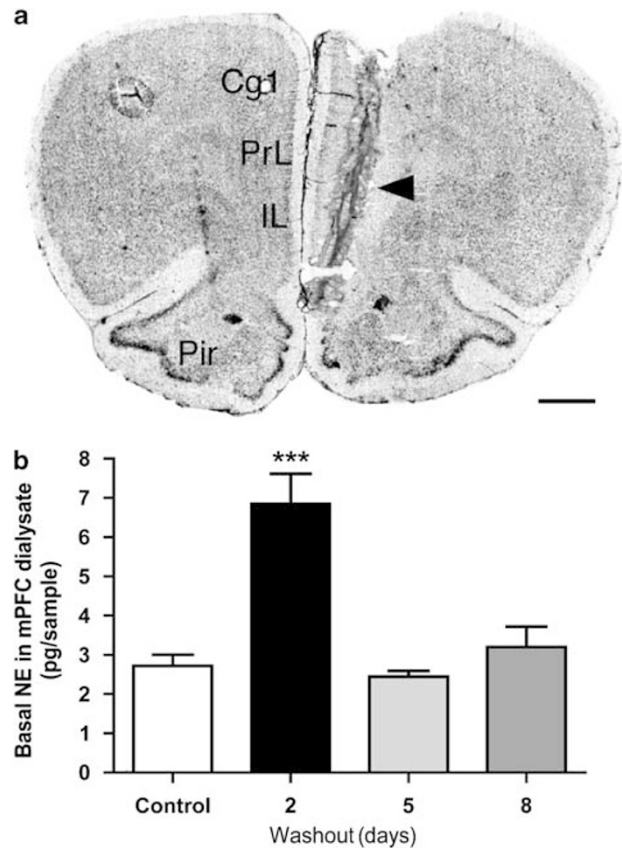 a
Cg1
PrL
IL
Pir
b
Basal NE in mPFC dialysate
(pg/sample)
8
7
6
5
4
3
2
1
0
***
Control
2
5
8
Washout (days)